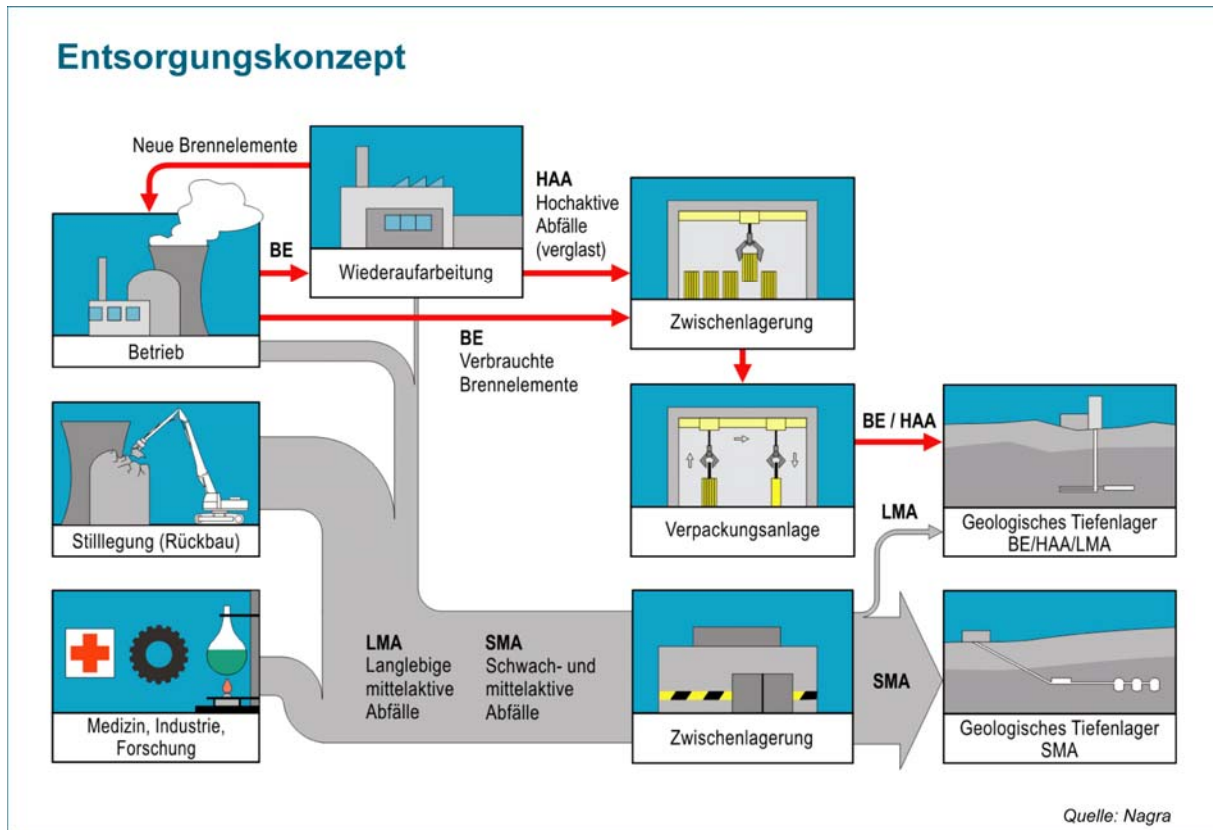 Entsorgungskonzept
Neue Brennelemente
BE
Wiederaufarbeitung
HAA
Hochaktive
Abfälle
(verglast)
Zwischenlagerung
Betrieb
BE
Verbrauchte
Brennelemente
Stilllegung (Rückbau)
Verpackungsanlage
BE / HAA
LMA
Geologisches Tiefenlager
BE/HAA/LMA
Medizin, Industrie,
Forschung
LMA
Langlebige
mittelaktive
Abfälle
SMA
Schwach- und
mittelaktive
Abfälle
Zwischenlagerung
SMA
Geologisches Tiefenlager
SMA
Quelle: Nagra